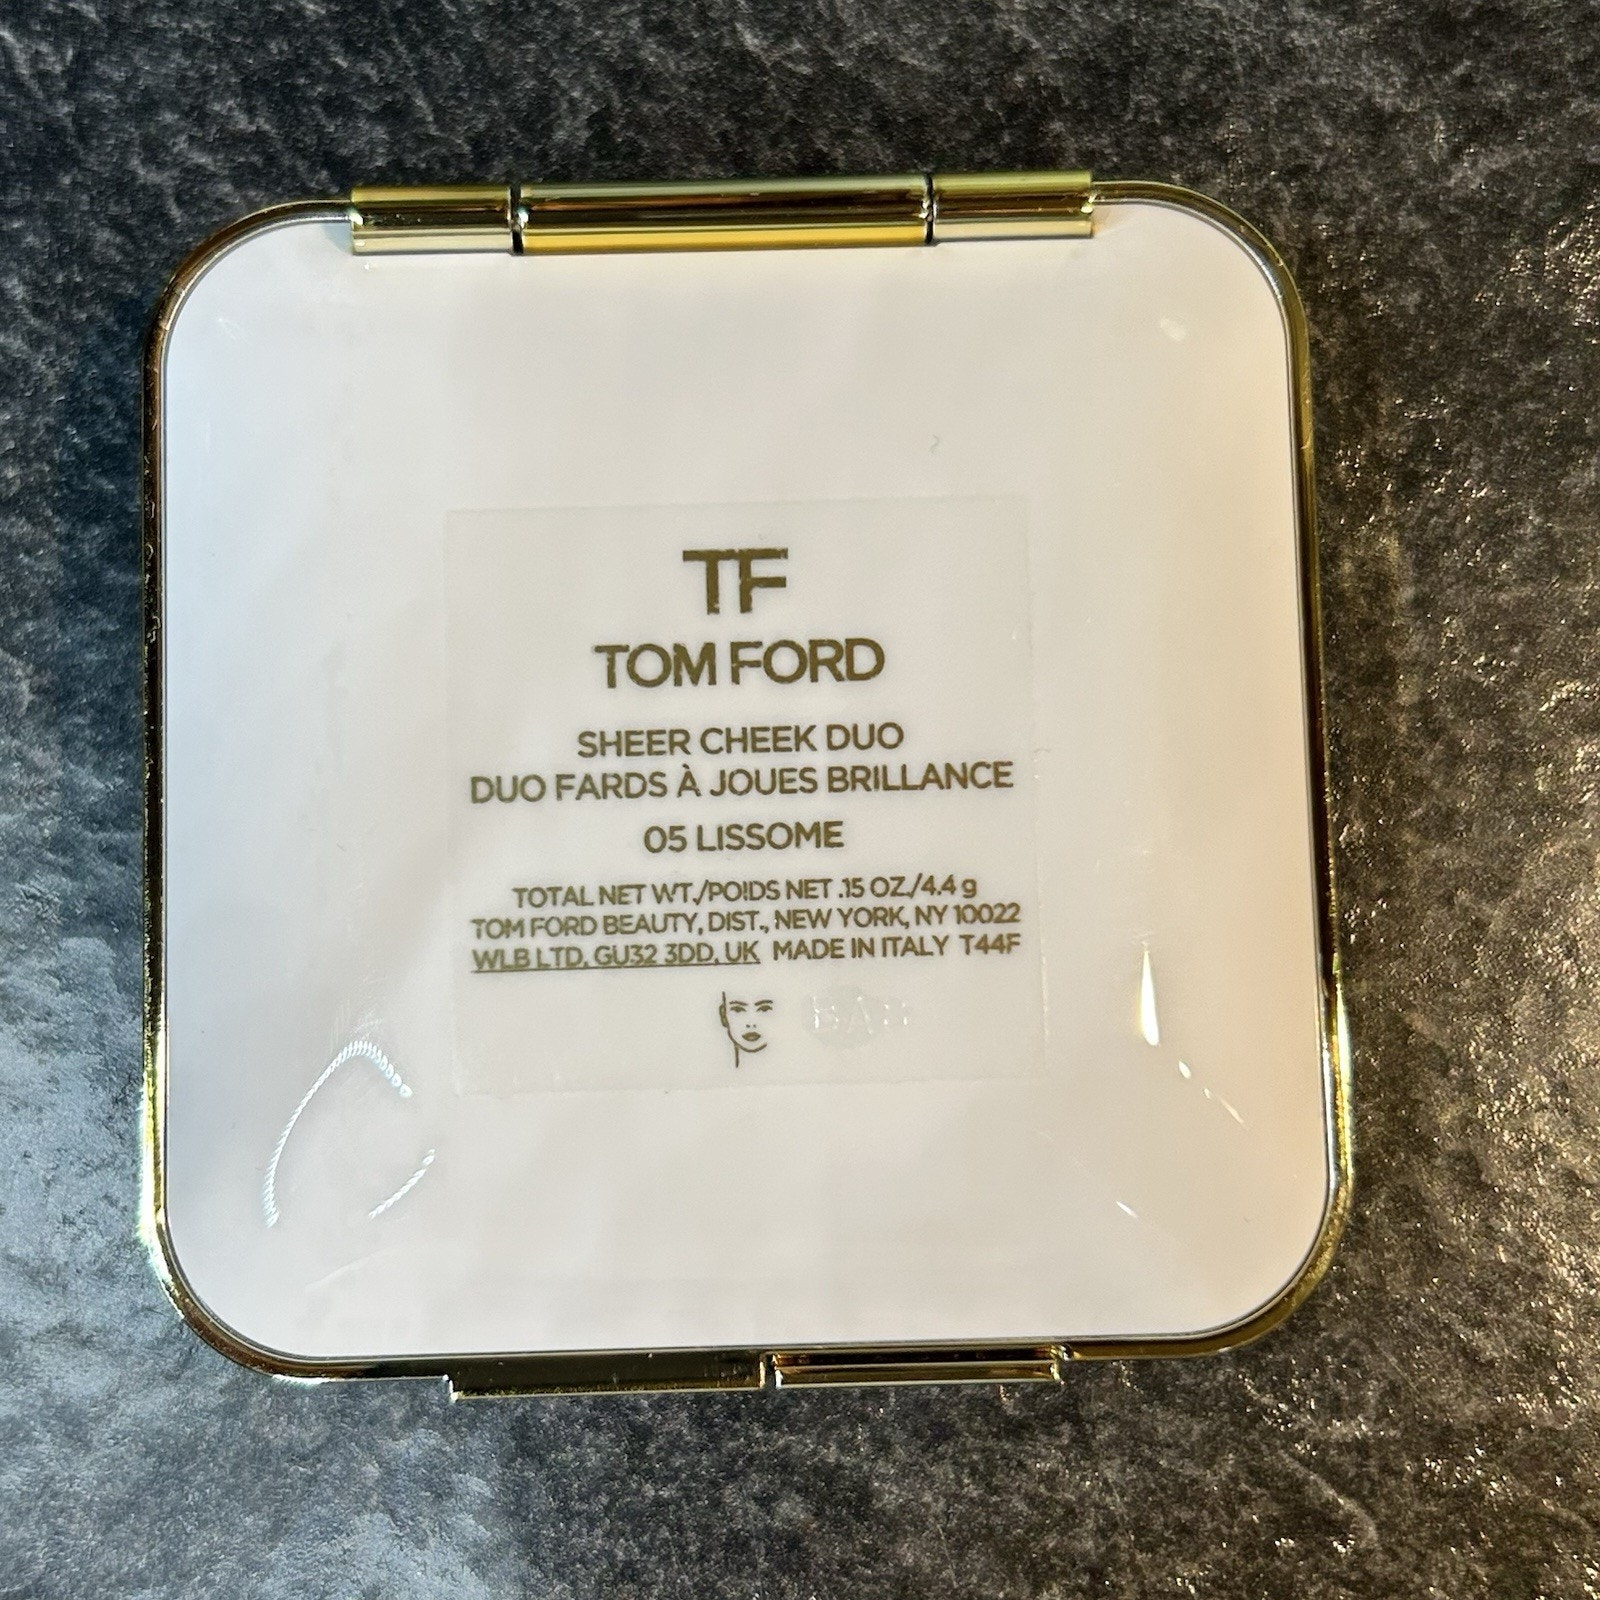 TF
TOM FORD
SHEER CHEEK DUO
DUO FARDS À JOUES BRILLANCE
05 LISSOME
TOTAL NET WT./POIDS NET .15 OZ./4.4 g
TOM FORD BEAUTY, DIST., NEW YORK, NY 10022
WLB LTD, GU32 3DD, UK MADE IN ITALY T44F